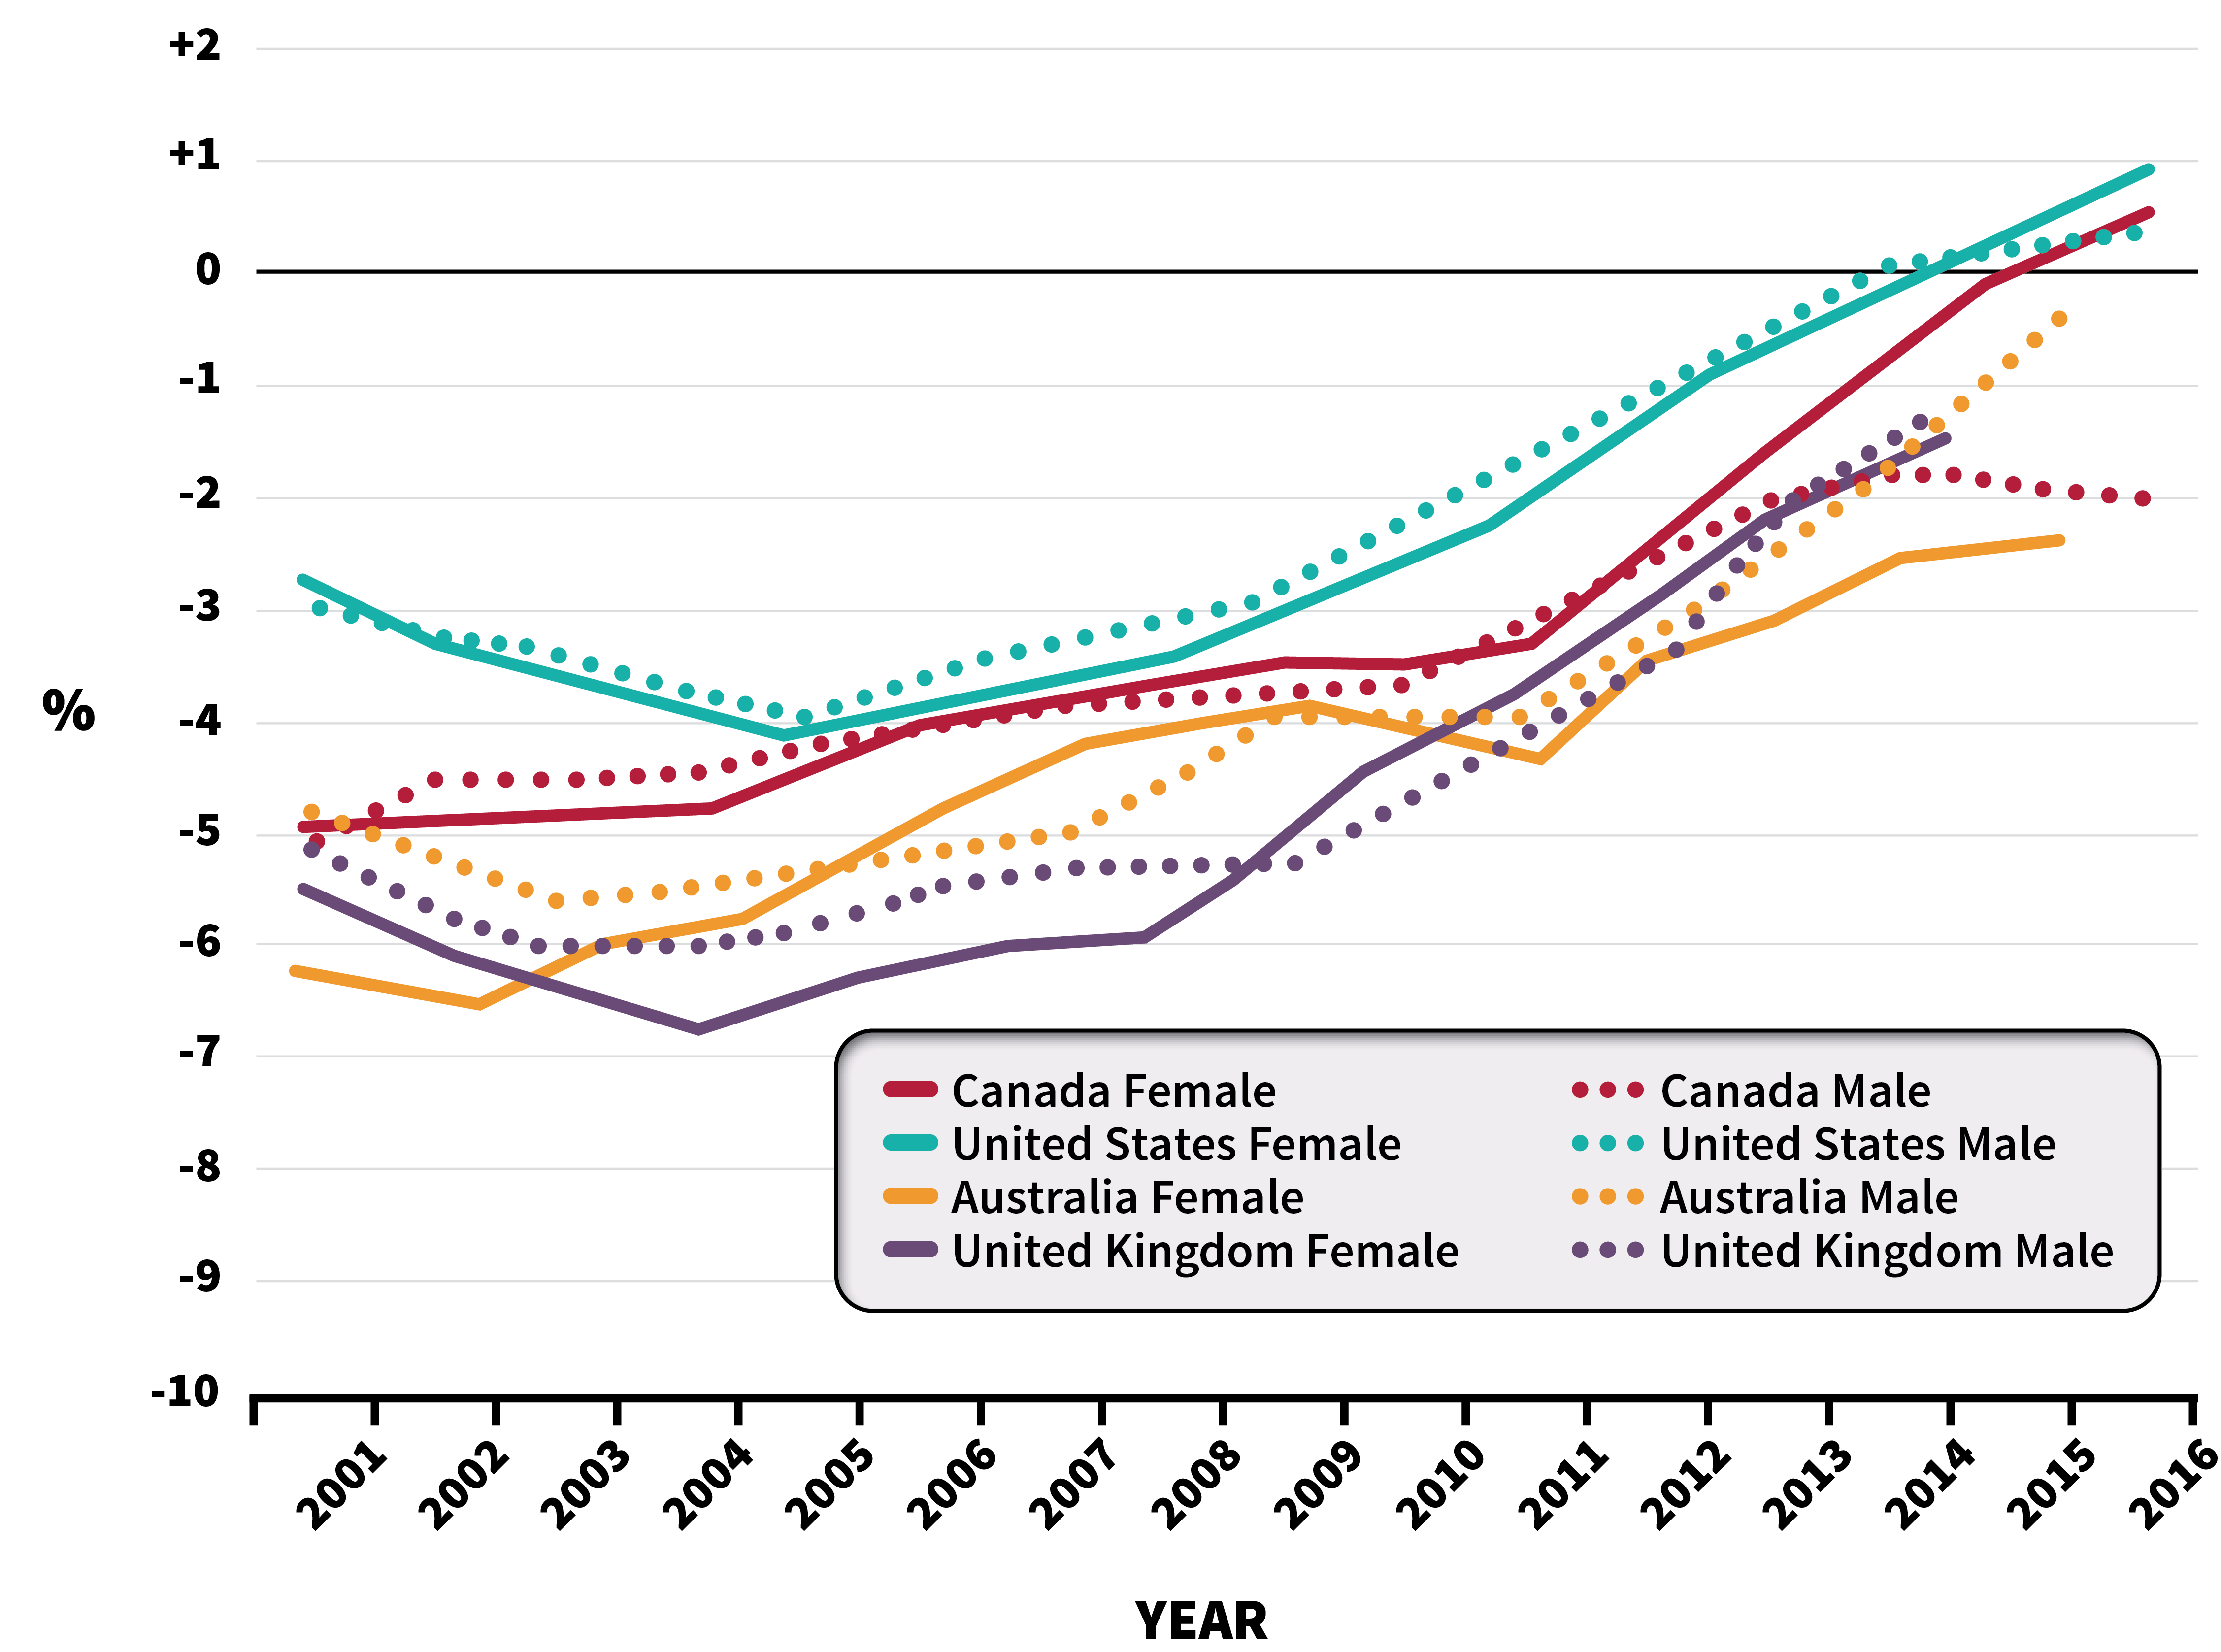 +2
+1
0
-1
-2
-3
%
-4
-5
-6
-7
-8
-9
-10
Canada Female
United States Female
Australia Female
United Kingdom Female
Canada Male
United States Male
Australia Male
United Kingdom Male
2001 2002 2003 2004 2005 2006 2007 2008 2009 2010 2011 2012 2013 2014 2015 2016
YEAR